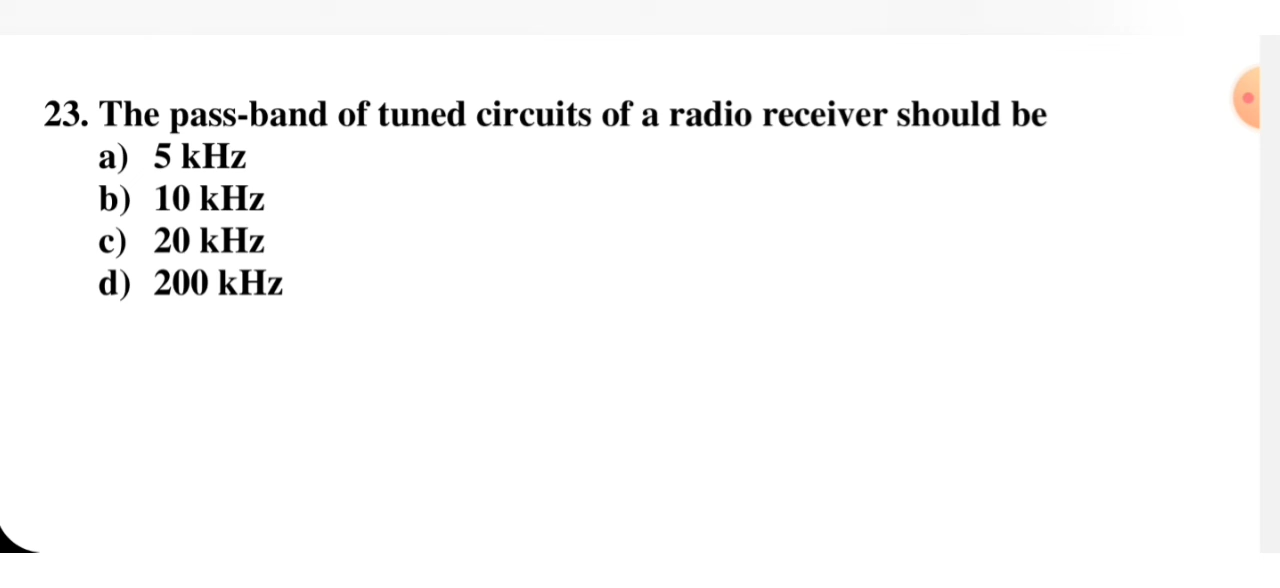 23. The pass-band of tuned circuits of a radio receiver should be
a) 5 kHz
b) 10 kHz
c) 20 kHz
d) 200 kHz